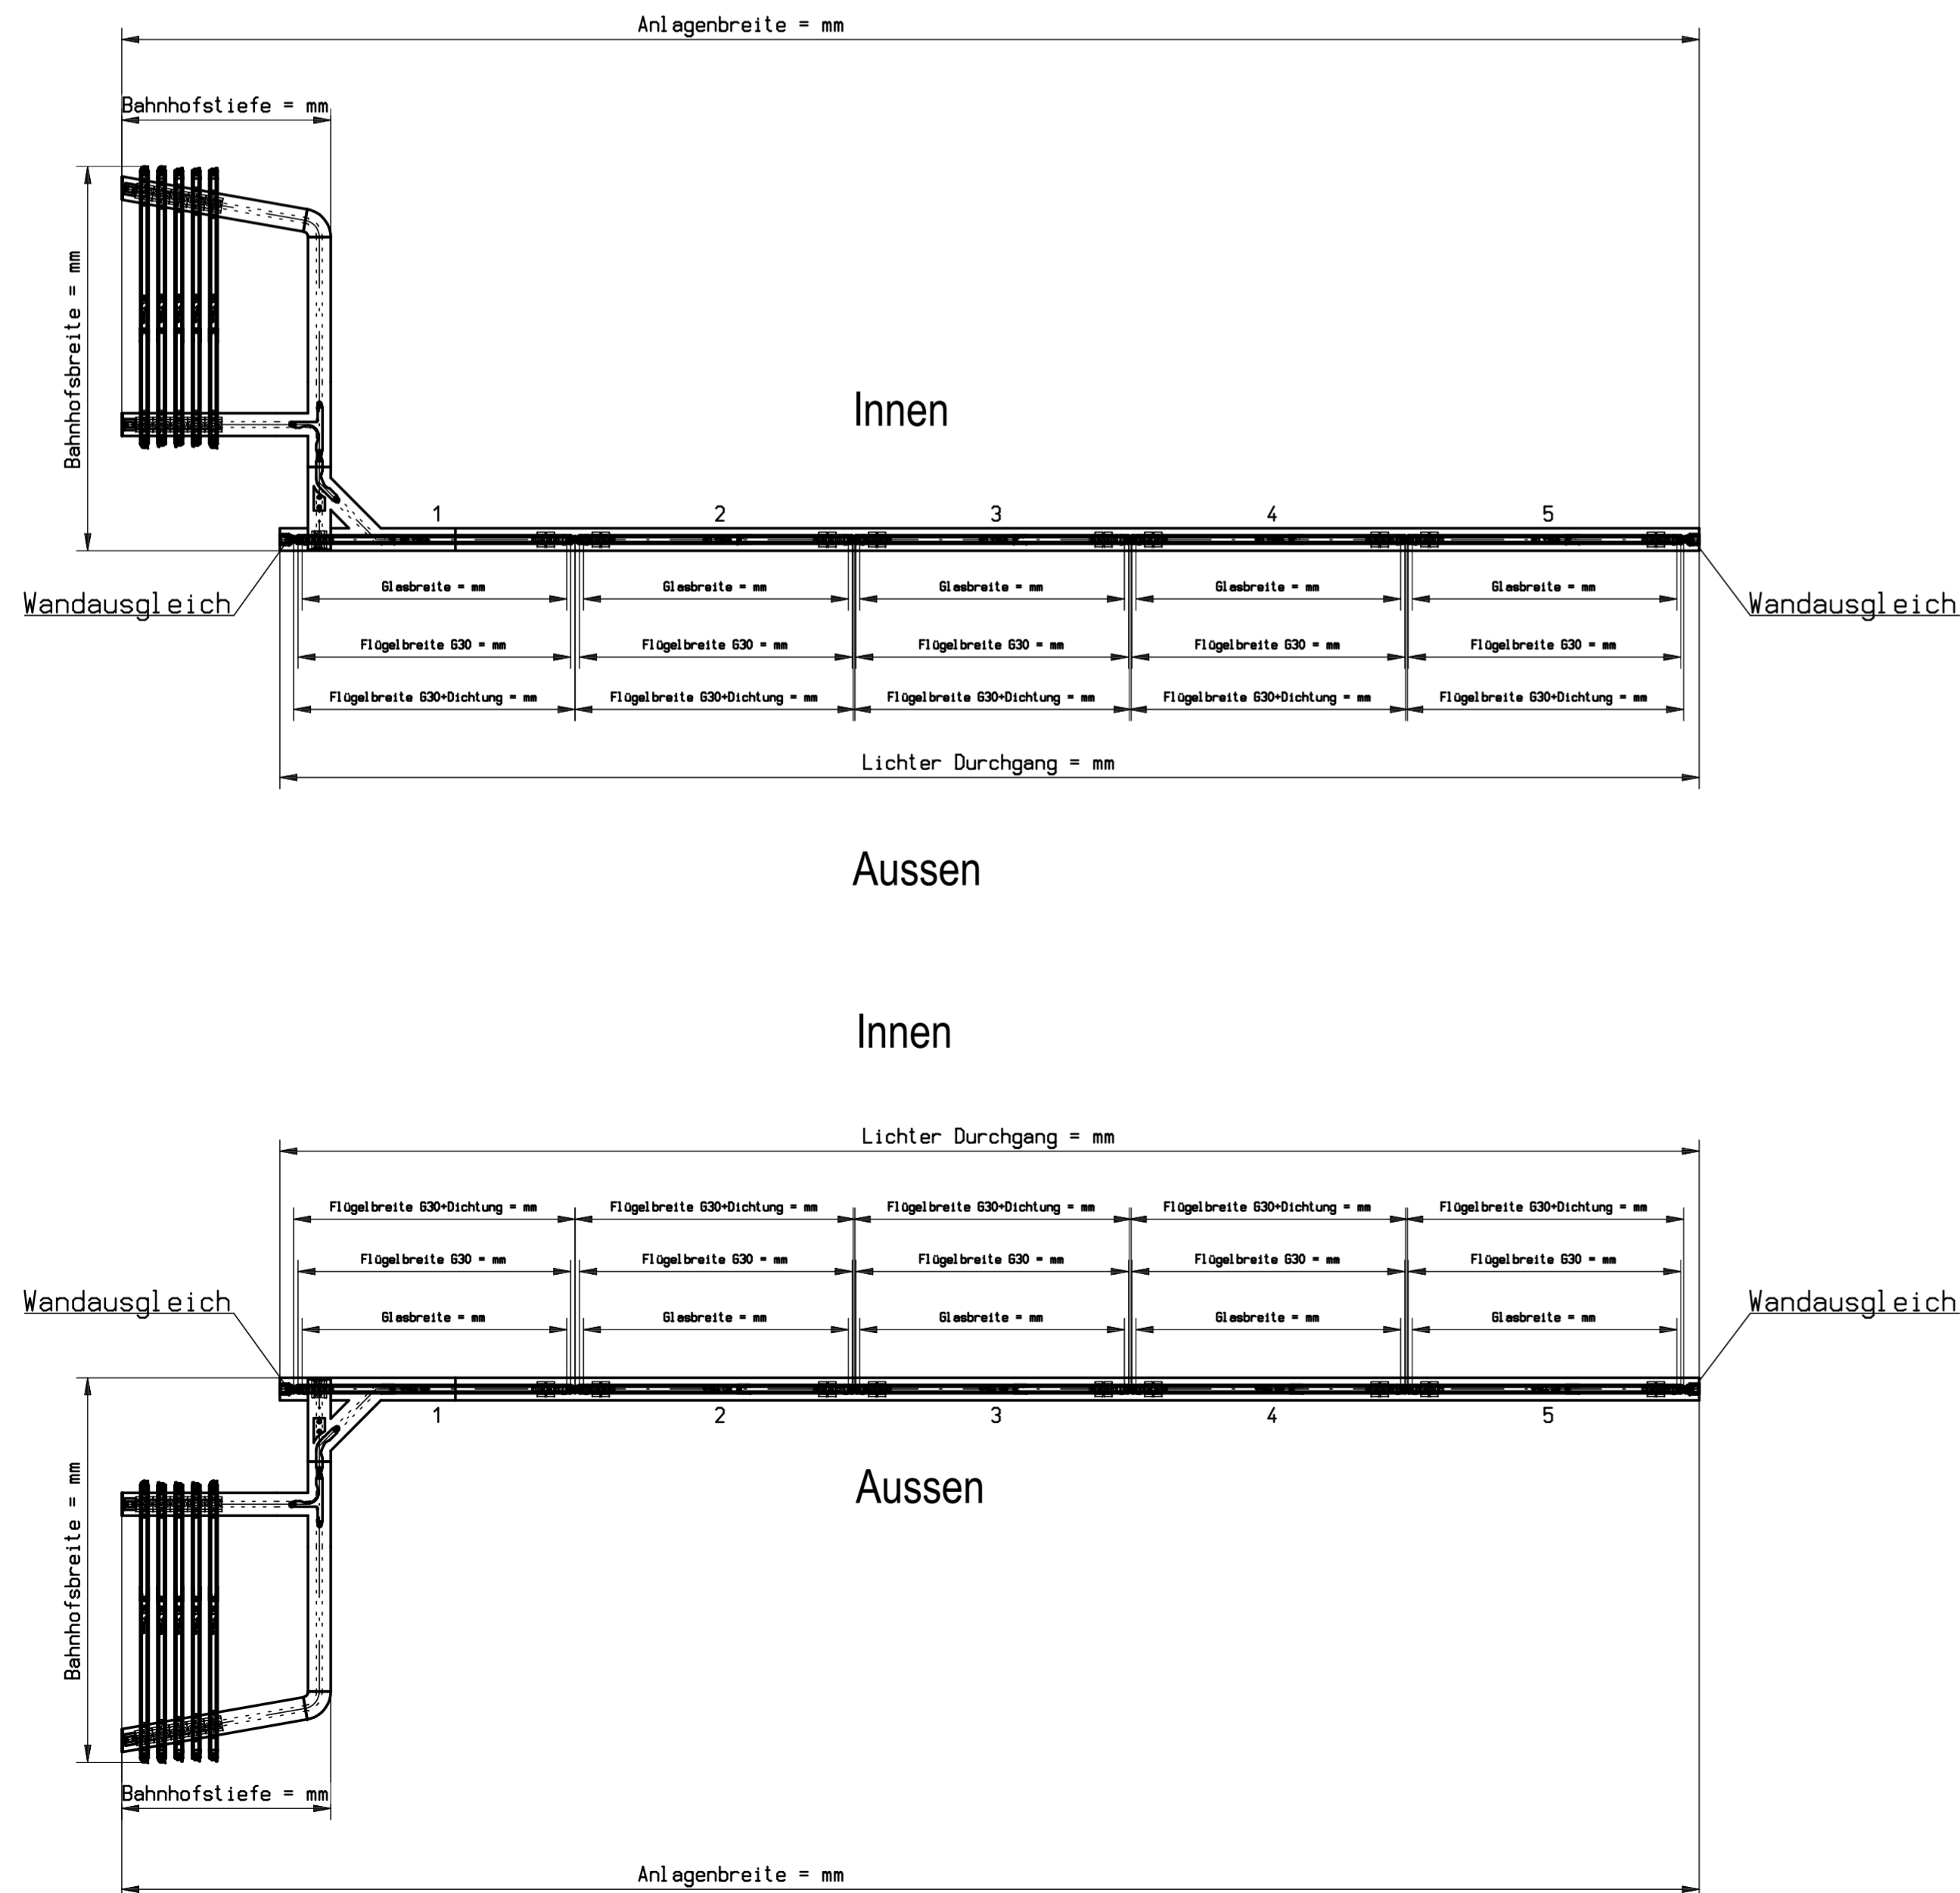 Anlagenbreite = mm
Bahnhofstiefe = mm
Bahnhofsbreite = mm
Innen
1 2 3 4 5
Glasbreite = mm Glasbreite = mm Glasbreite = mm Glasbreite = mm Glasbreite = mm
Wandausgleich Wandausgleich
Flügelbreite G30 = mm Flügelbreite G30 = mm Flügelbreite G30 = mm Flügelbreite G30 = mm Flügelbreite G30 = mm
Flügelbreite G30+Dichtung = mm Flügelbreite G30+Dichtung = mm Flügelbreite G30+Dichtung = mm Flügelbreite G30+Dichtung = mm Flügelbreite G30+Dichtung = mm
Lichter Durchgang = mm
Aussen
Innen
Lichter Durchgang = mm
Flügelbreite G30+Dichtung = mm Flügelbreite G30+Dichtung = mm Flügelbreite G30+Dichtung = mm Flügelbreite G30+Dichtung = mm Flügelbreite G30+Dichtung = mm
Flügelbreite G30 = mm Flügelbreite G30 = mm Flügelbreite G30 = mm Flügelbreite G30 = mm Flügelbreite G30 = mm
Wandausgleich Wandausgleich
Glasbreite = mm Glasbreite = mm Glasbreite = mm Glasbreite = mm Glasbreite = mm
1 2 3 4 5
Aussen
Bahnhofsbreite = mm
Bahnhofstiefe = mm
Anlagenbreite = mm